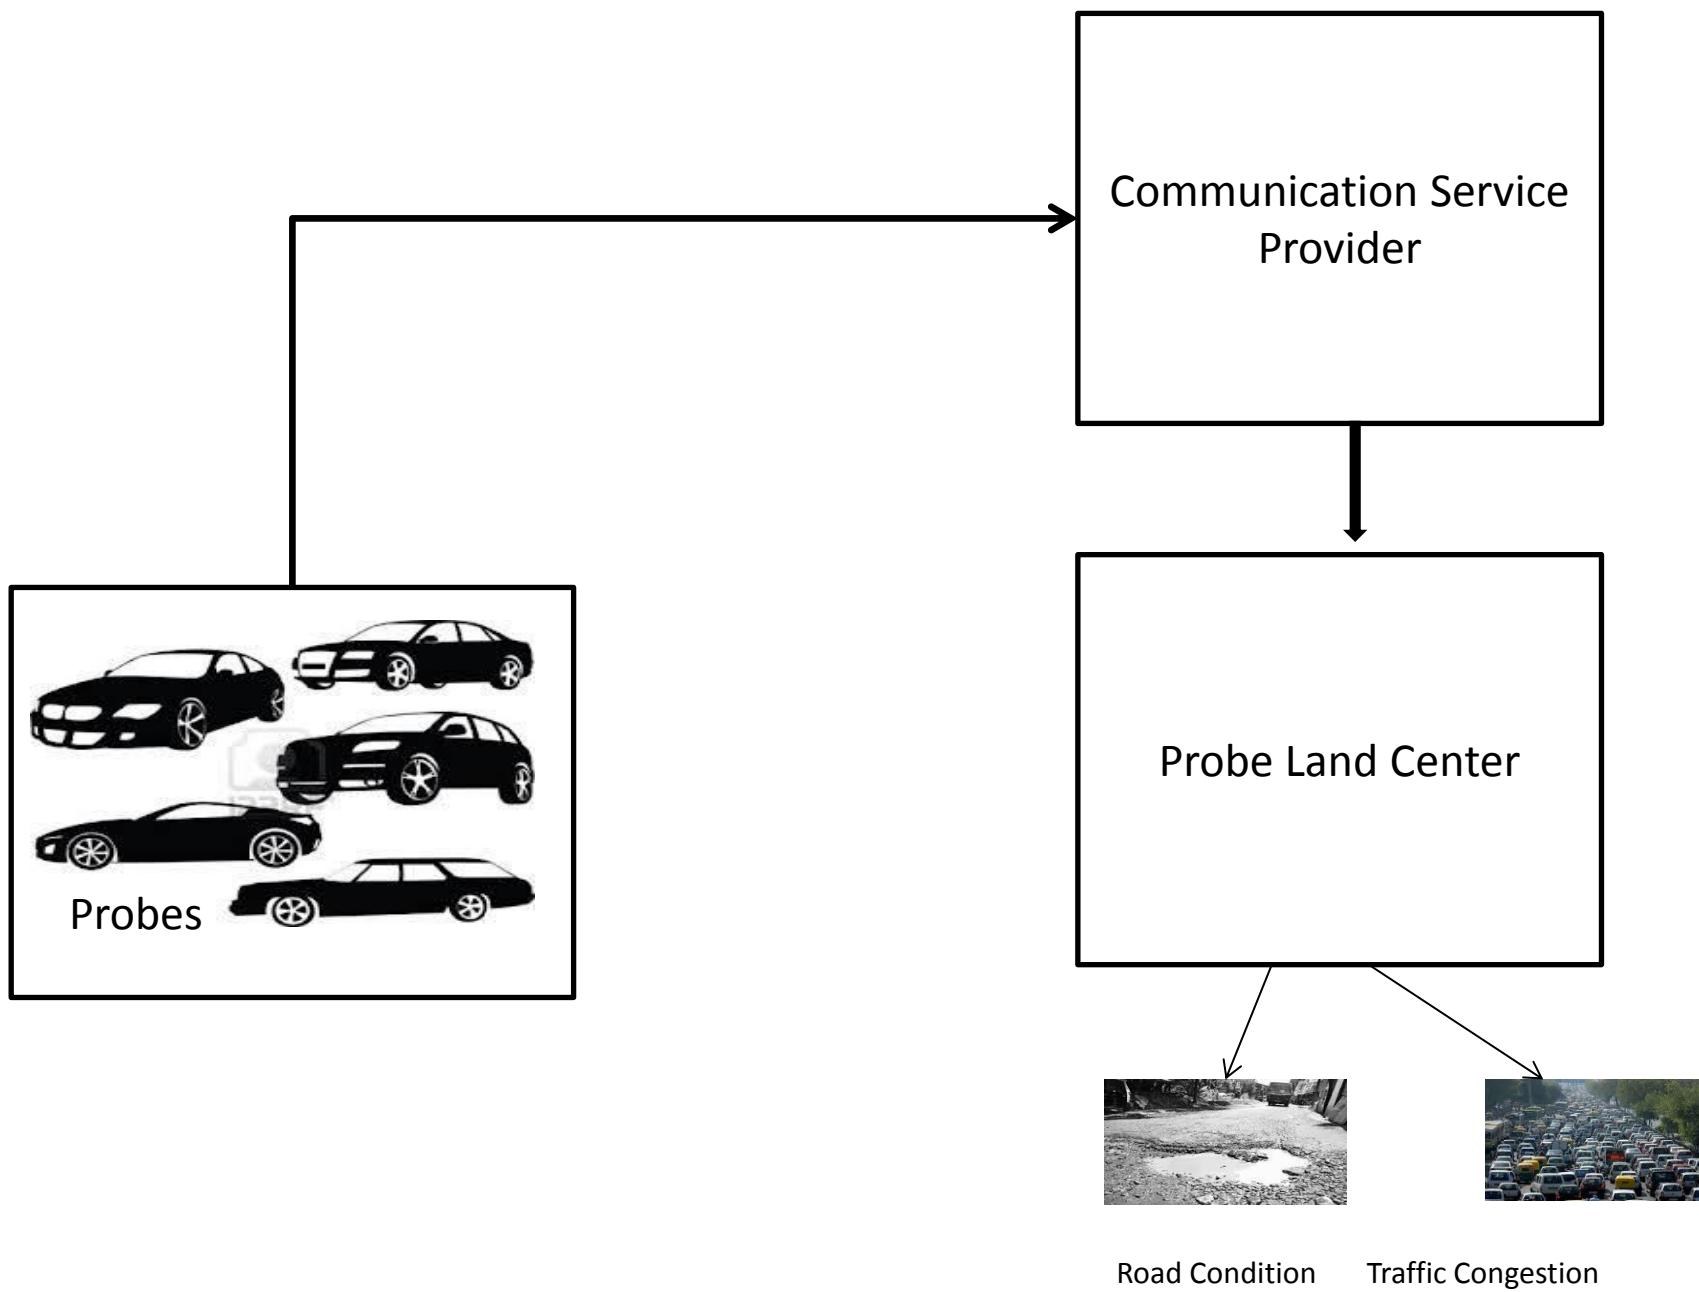 Communication Service
Provider
Probe Land Center
Probes
Road Condition
Traffic Congestion